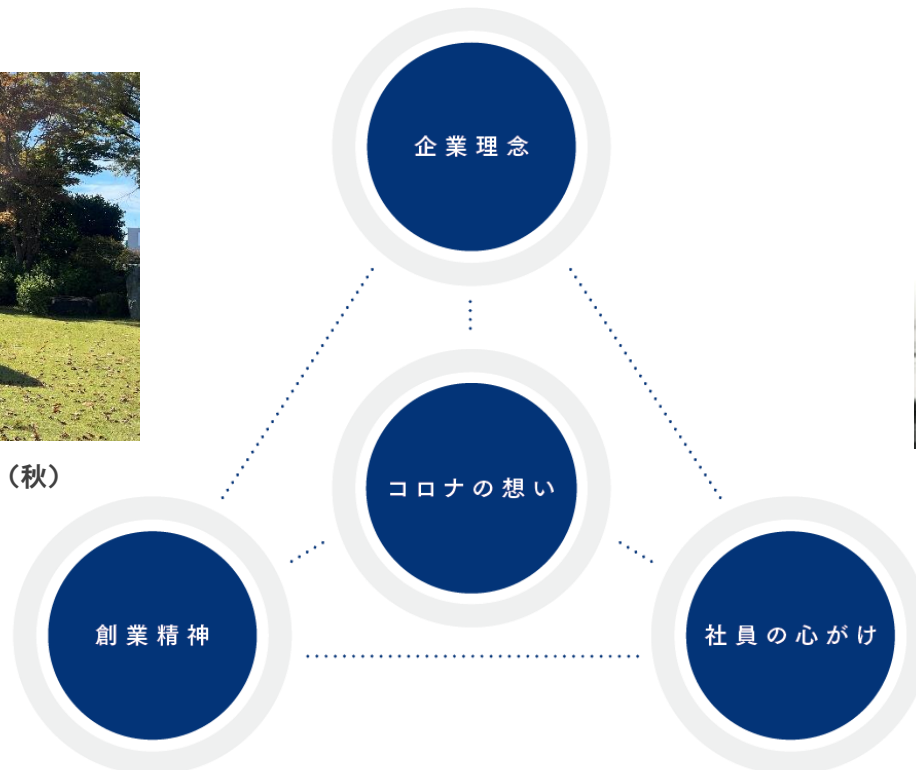 企業理念
コロナの想い
（秋）
創業精神
社員の心がけ